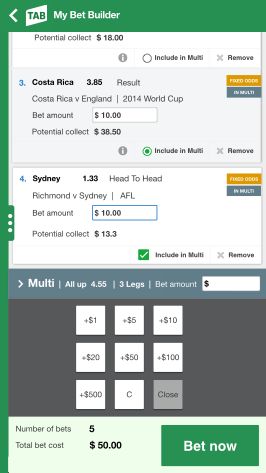 TAB My Bet Builder
Potential collect $ 18.00
Include in Multi Remove
3. Costa Rica 3.85 Result FIXED ODDS
IN MULTI
Costa Rica v England | 2014 World Cup
Bet amount $ 10.00
Potential collect $ 38.50
Include in Multi Remove
4. Sydney 1.33 Head To Head FIXED ODDS
IN MULTI
Richmond v Sydney | AFL
Bet amount $ 10.00
Potential collect $ 13.3
Include in Multi Remove
> Multi | All up 4.55 | 3 Legs | Bet amount $
+$1 +$5 +$10
+$20 +$50 +$100
+$500 C Close
Number of bets 5
Total bet cost $ 50.00
Bet now